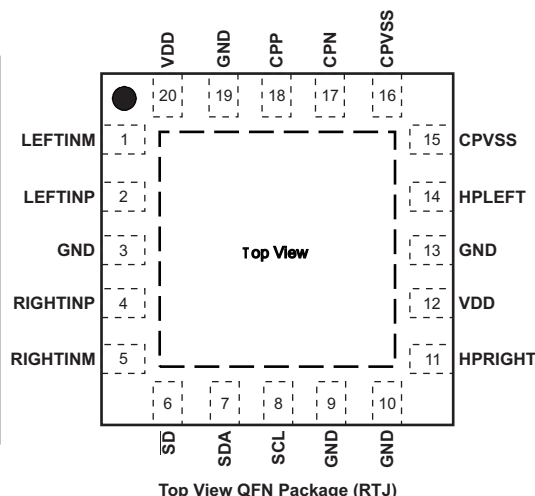 VDD
GND
CPP
CPN
CPVSS
20
19
18
17
16
LEFTINM 1
15 CPVSS
LEFTINP 2
14 HPLEFT
GND 3
13 GND
Top View
RIGHTINP 4
12 VDD
RIGHTINM 5
11 HPRIGHT
6
7
8
9
10
SD
SDA
SCL
GND
GND
Top View QFN Package (RTJ)